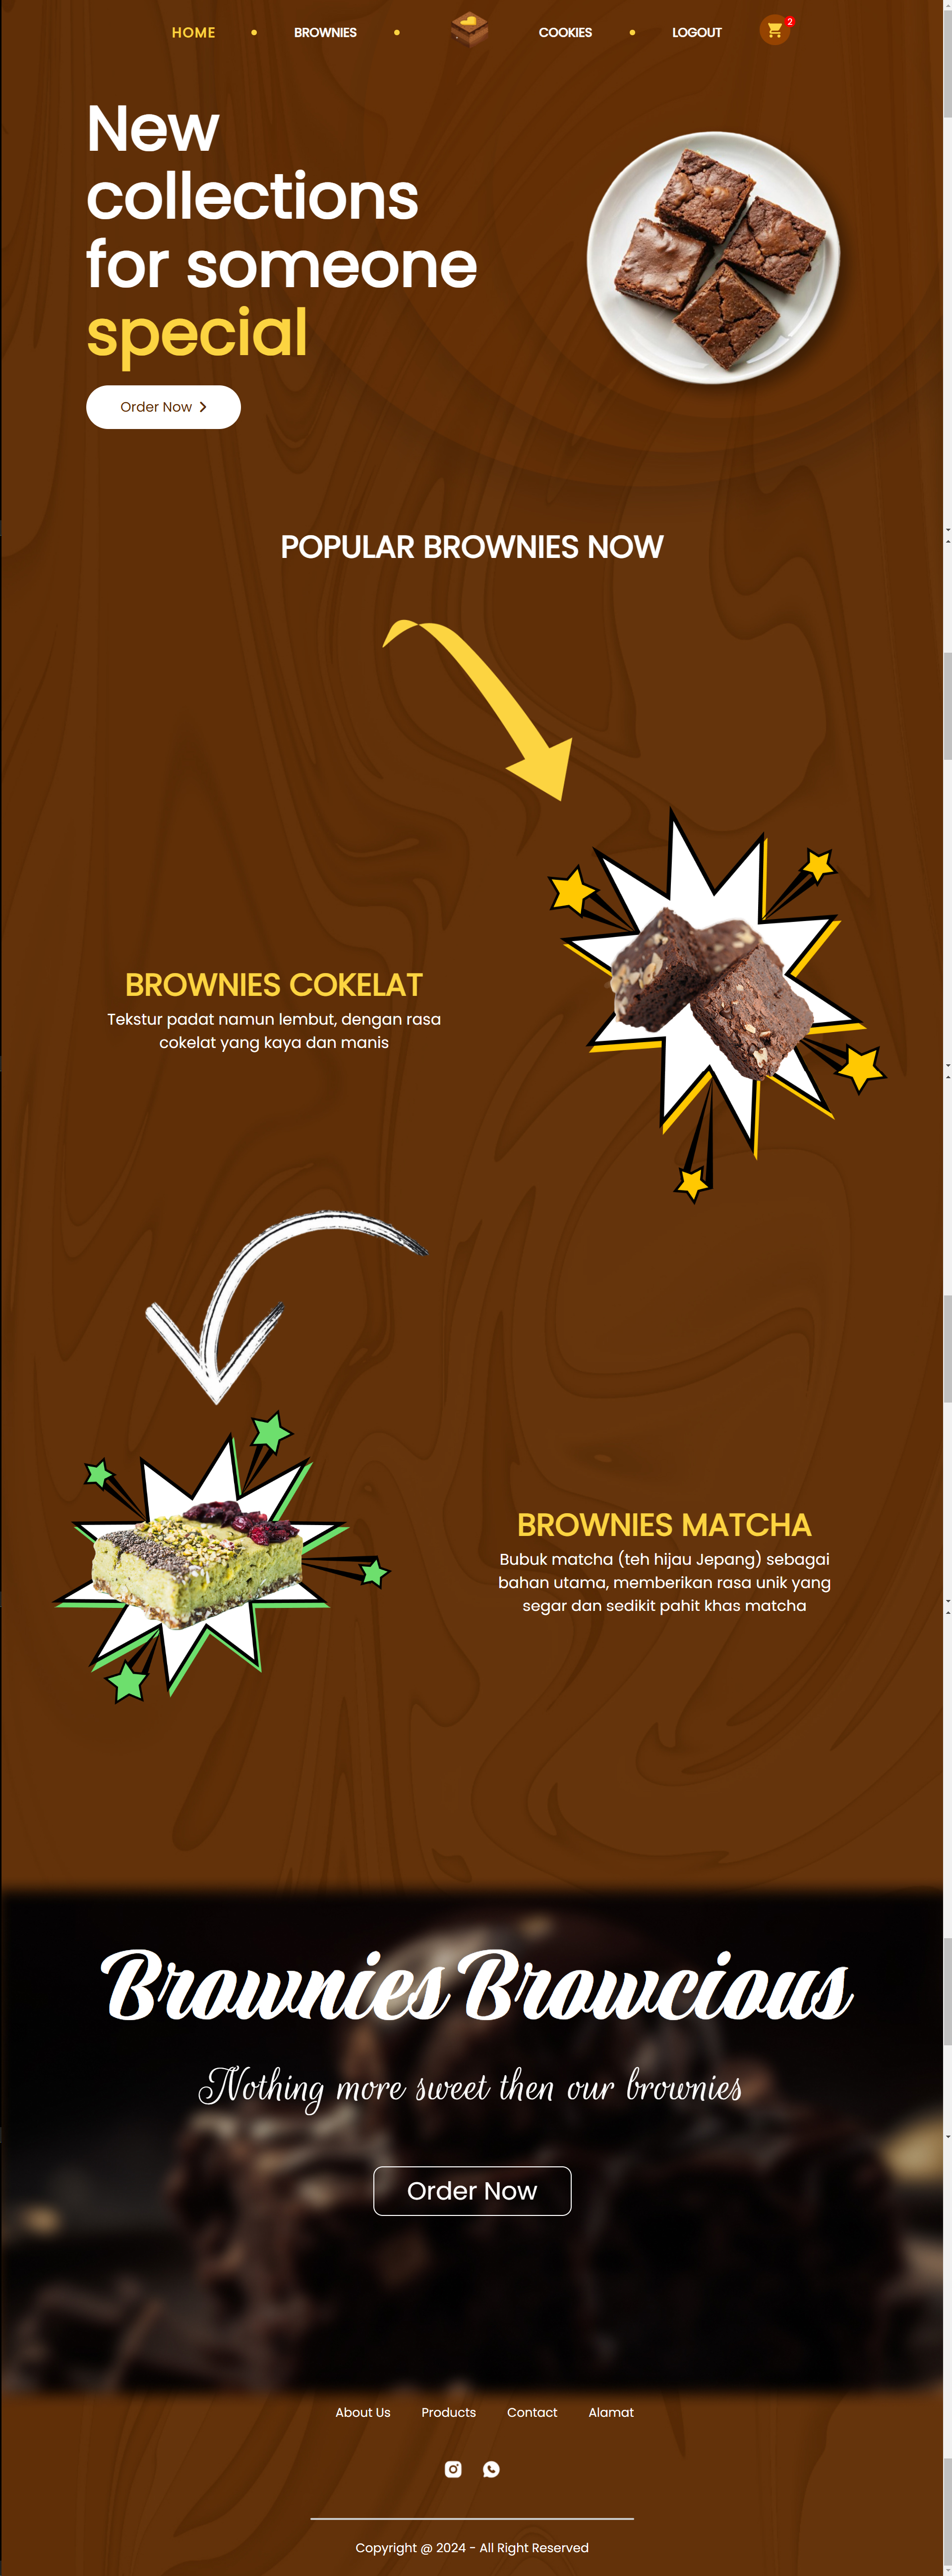 HOME
BROWNIES
COOKIES
LOGOUT
2
New
collections
for someone
special
Order Now
POPULAR BROWNIES NOW
BROWNIES COKELAT
Tekstur padat namun lembut, dengan rasa
cokelat yang kaya dan manis
BROWNIES MATCHA
Bubuk matcha (teh hijau Jepang) sebagai
bahan utama, memberikan rasa unik yang
segar dan sedikit pahit khas matcha
Brownies Browcious
Nothing more sweet then our brownies
Order Now
About Us
Products
Contact
Alamat
Copyright @ 2024 - All Right Reserved